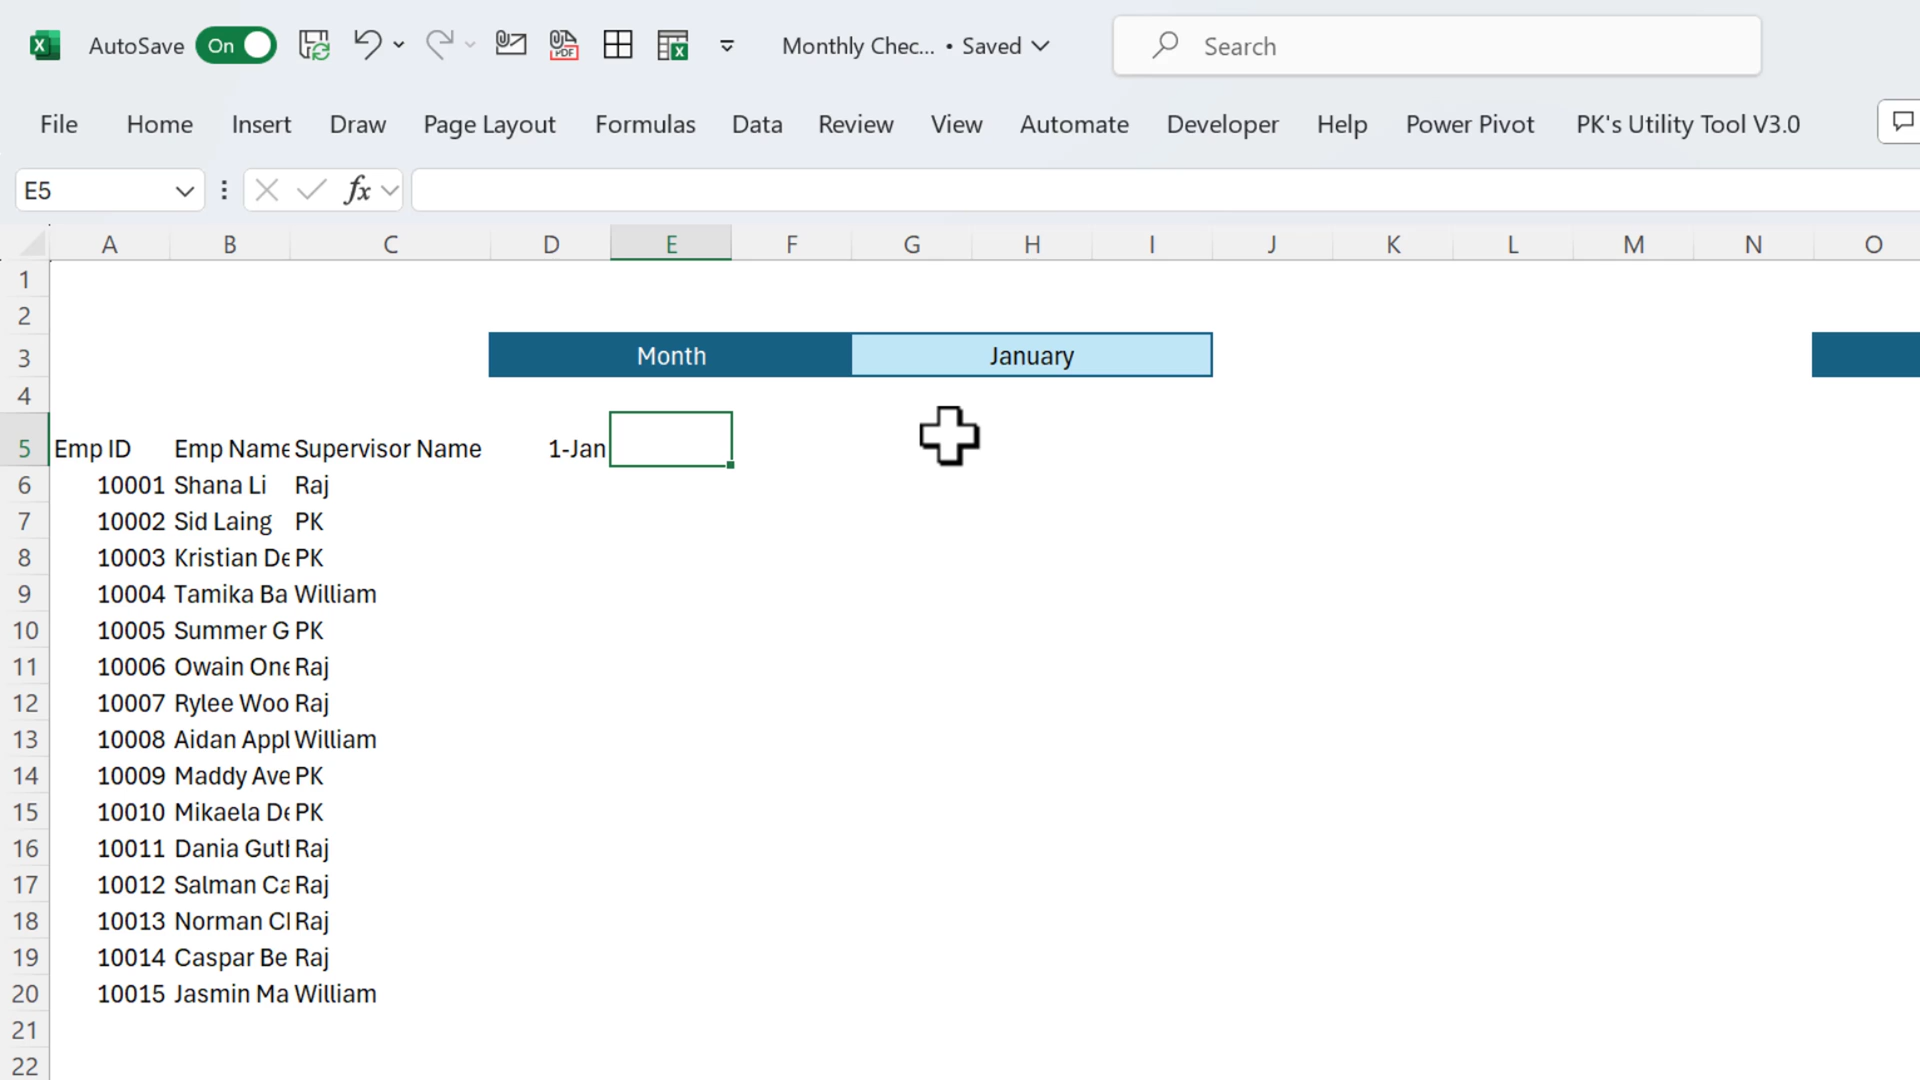 AutoSave On Monthly Chec... • Saved Search
File Home Insert Draw Page Layout Formulas Data Review View Automate Developer Help Power Pivot PK's Utility Tool V3.0
E5 fx
A B C D E F G H I J K L M N O
1
2
3 Month January
4
5 Emp ID Emp Name Supervisor Name 1-Jan
6 10001 Shana Li Raj
7 10002 Sid Laing PK
8 10003 Kristian De PK
9 10004 Tamika Ba William
10 10005 Summer G PK
11 10006 Owain One Raj
12 10007 Rylee Woo Raj
13 10008 Aidan Appl William
14 10009 Maddy Ave PK
15 10010 Mikaela De PK
16 10011 Dania Guth Raj
17 10012 Salman Ca Raj
18 10013 Norman Cl Raj
19 10014 Caspar Be Raj
20 10015 Jasmin Ma William
21
22